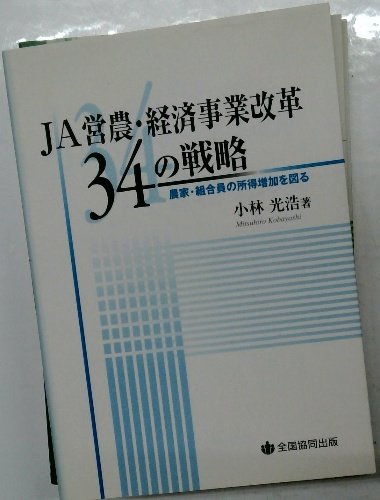 JA営農・経済事業改革
34の戦略
農家・組合員の所得増加を図る
小林 光浩著
Mitsuhiro Kobayashi
全国協同出版